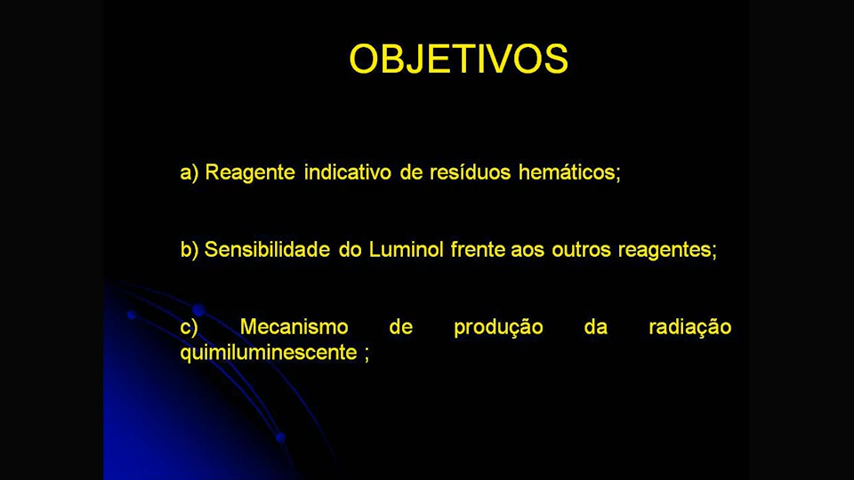 OBJETIVOS
a) Reagente indicativo de resíduos hemáticos;
b) Sensibilidade do Luminol frente aos outros reagentes;
c) Mecanismo de produção da radiação
quimiluminescente ;